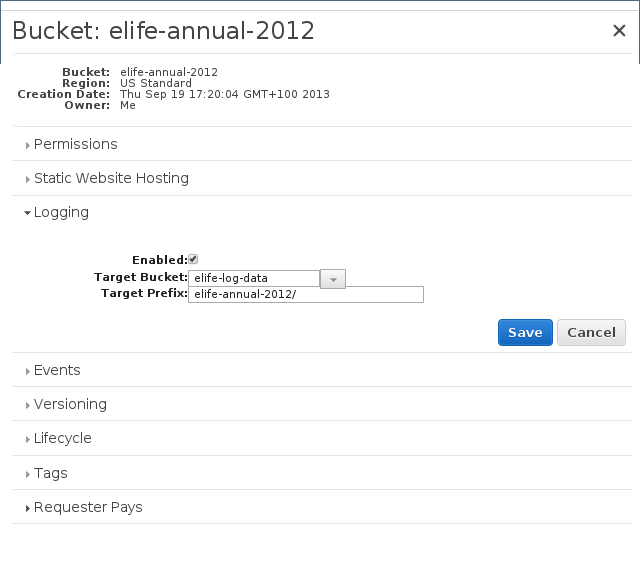 Bucket: elife-annual-2012
Bucket: elife-annual-2012
Region: US Standard
Creation Date: Thu Sep 19 17:20:04 GMT+100 2013
Owner: Me
Permissions
Static Website Hosting
Logging
Enabled:
Target Bucket: elife-log-data
Target Prefix: elife-annual-2012/
Save Cancel
Events
Versioning
Lifecycle
Tags
Requester Pays